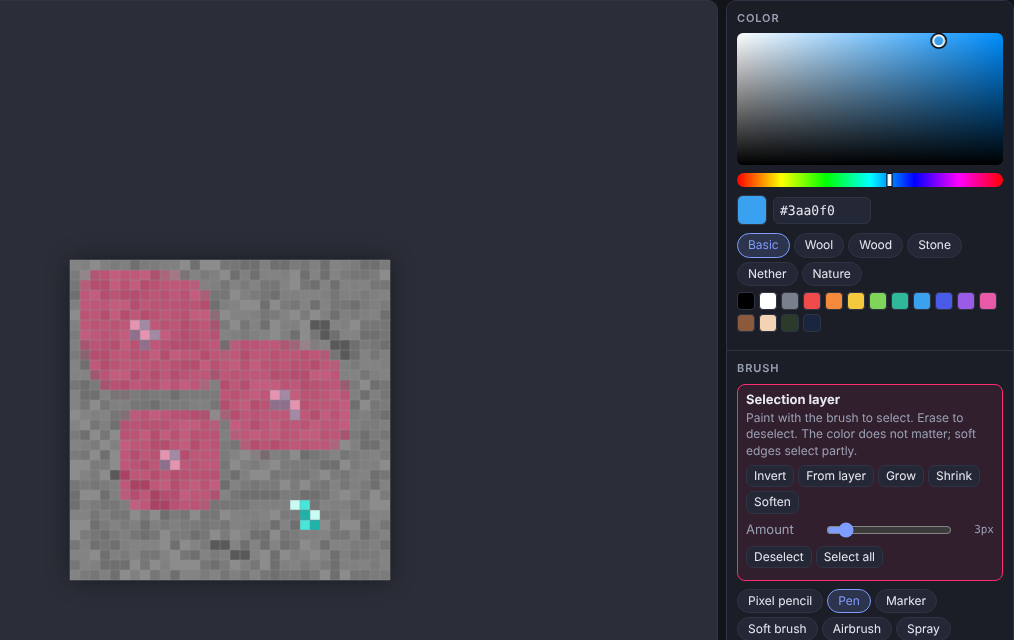 COLOR
#3aa0f0
Basic Wool Wood Stone
Nether Nature
BRUSH
Selection layer
Paint with the brush to select. Erase to
deselect. The color does not matter; soft
edges select partly.
Invert From layer Grow Shrink
Soften
Amount 3px
Deselect Select all
Pixel pencil Pen Marker
Soft brush Airbrush Spray